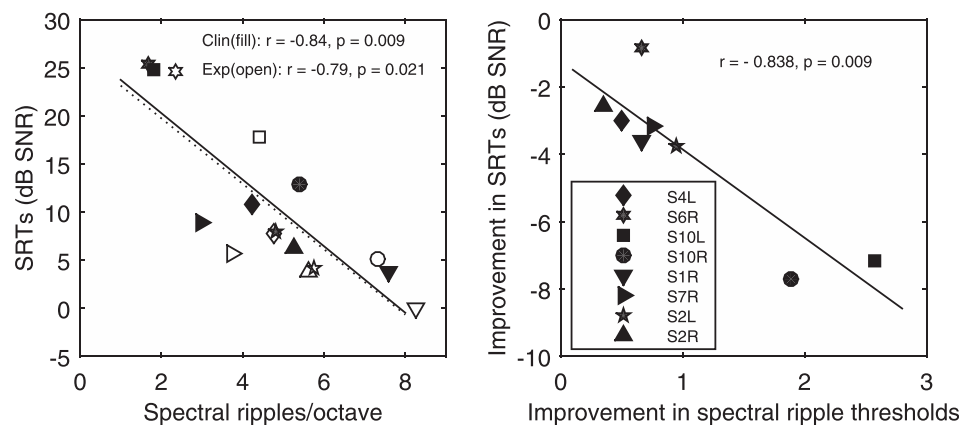 30
25
20
15
10
5
0
-5
SRTs (dB SNR)
Clin(fill): r = -0.84, p = 0.009
Exp(open): r = -0.79, p = 0.021
0 2 4 6 8
Spectral ripples/octave
0
-2
-4
-6
-8
-10
Improvement in SRTs (dB SNR)
r = - 0.838, p = 0.009
S4L
S6R
S10L
S10R
S1R
S7R
S2L
S2R
0 1 2 3
Improvement in spectral ripple thresholds